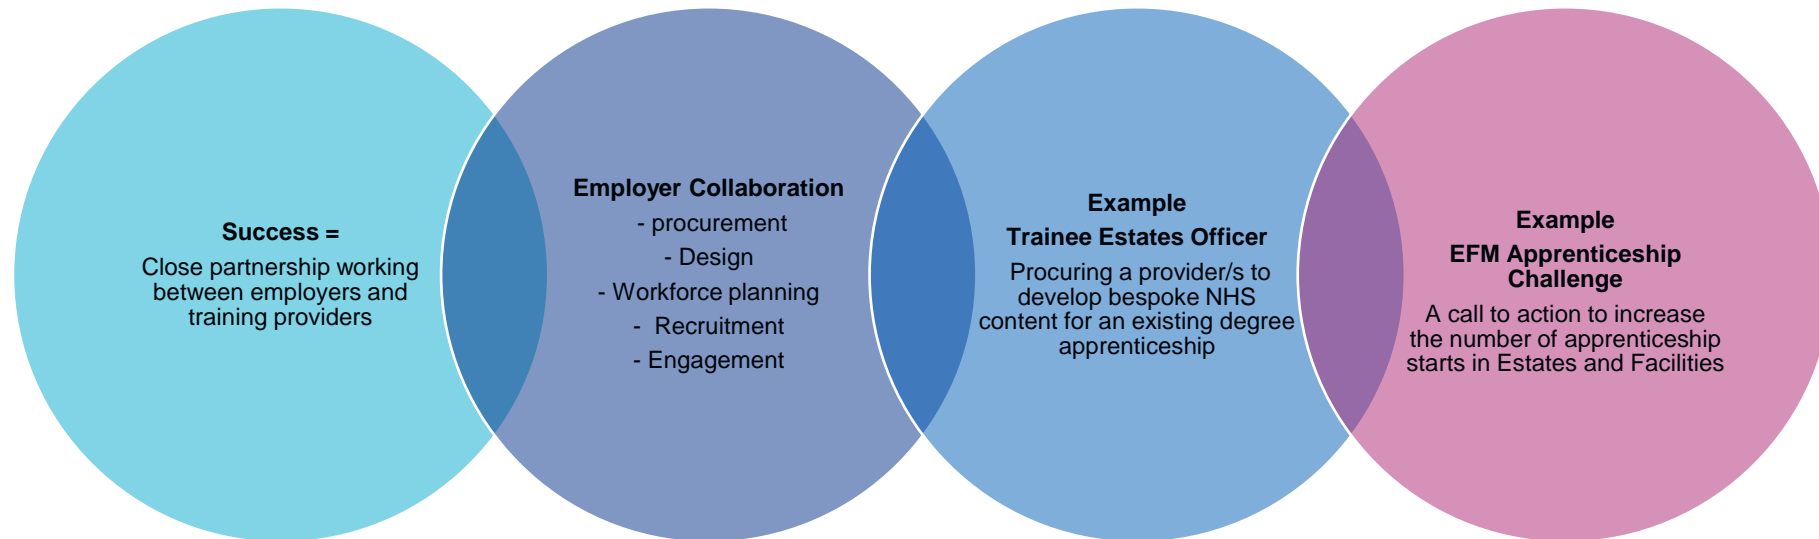 Success =
Close partnership working
between employers and
training providers
Employer Collaboration
- procurement
- Design
- Workforce planning
- Recruitment
- Engagement
Example
Trainee Estates Officer
Procuring a provider/s to
develop bespoke NHS
content for an existing degree
apprenticeship
Example
EFM Apprenticeship
Challenge
A call to action to increase
the number of apprenticeship
starts in Estates and Facilities